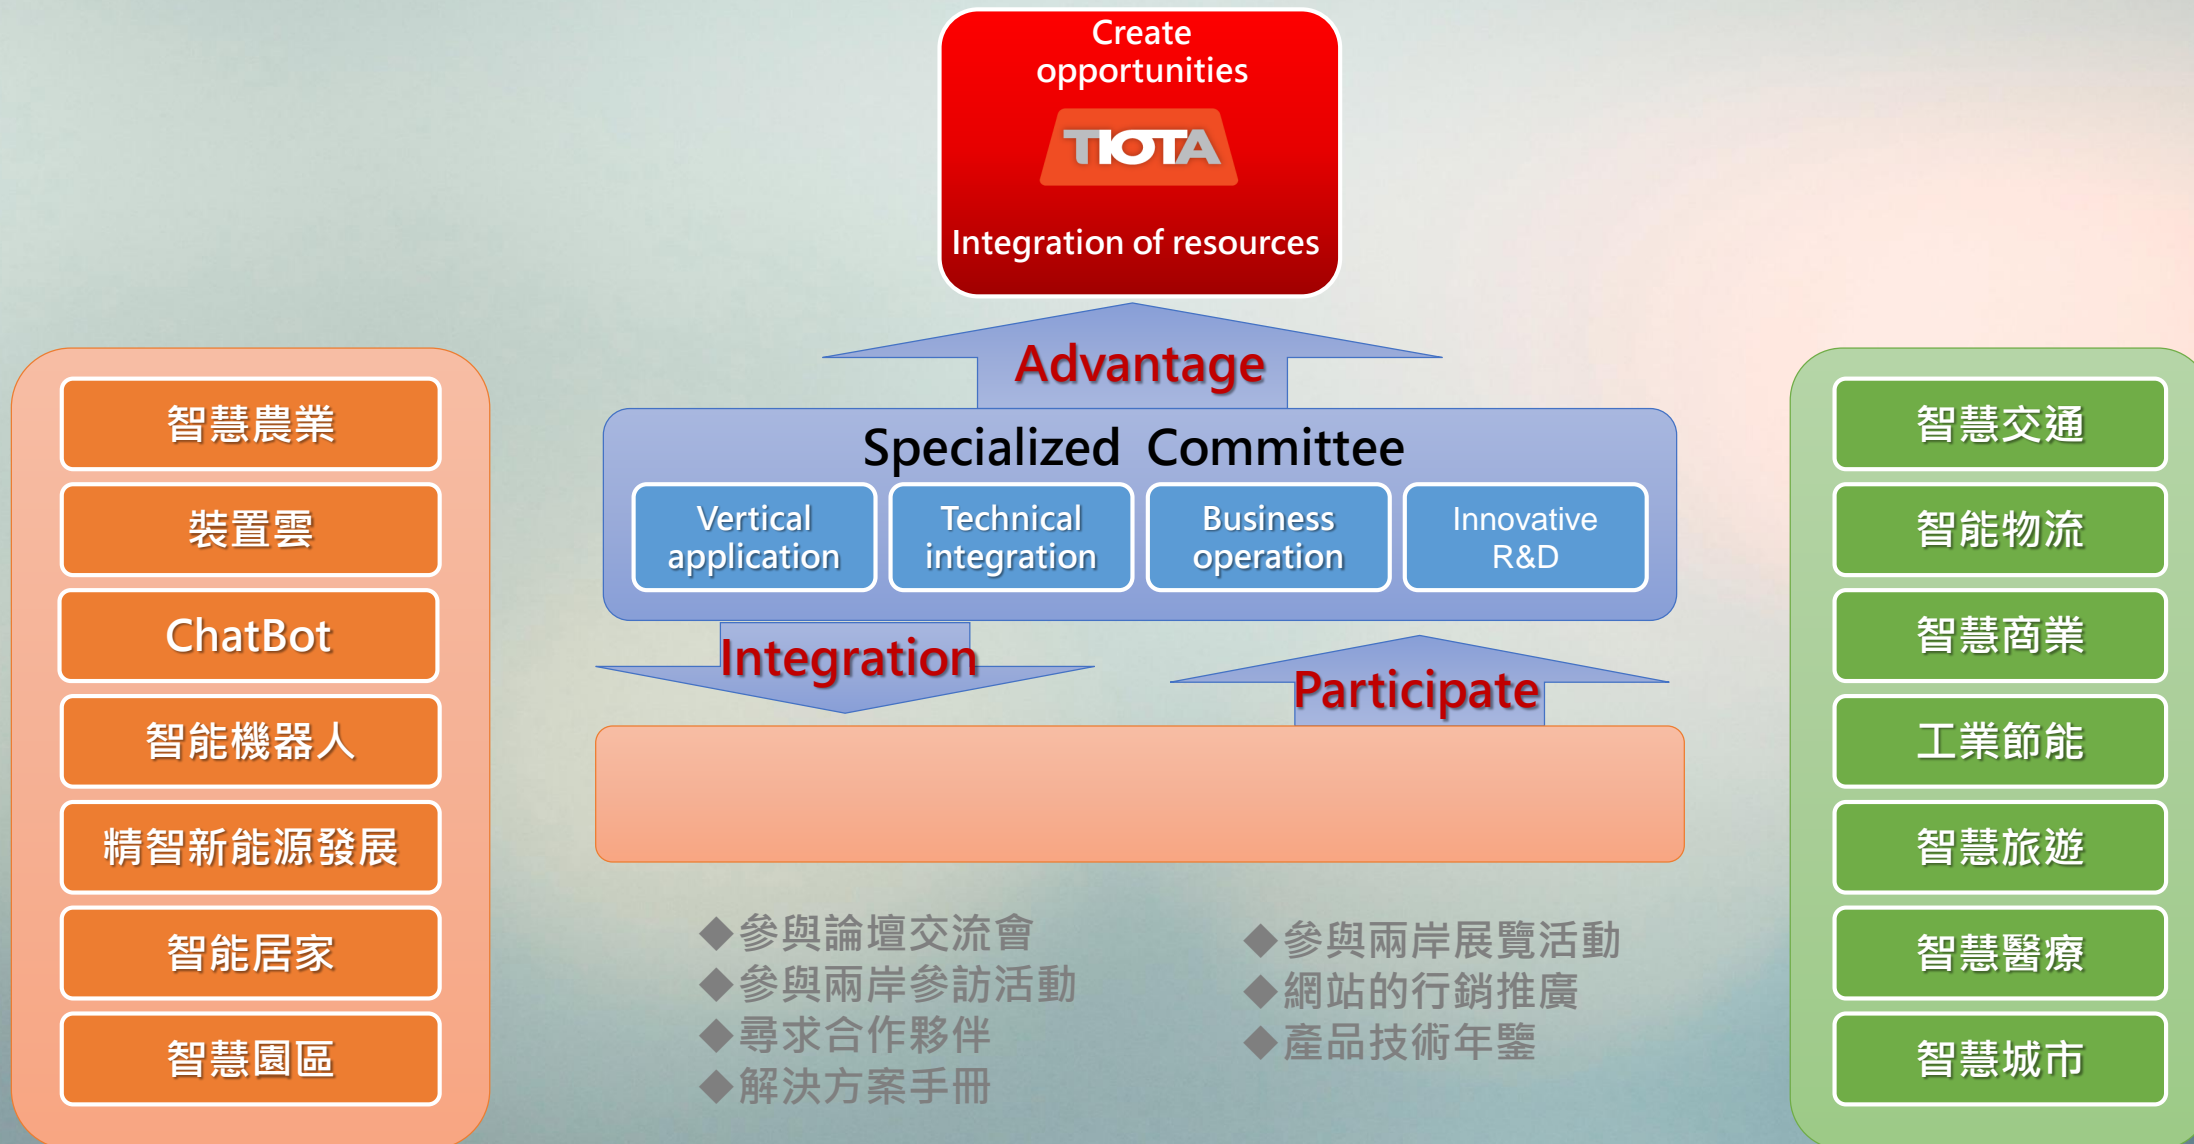 Create
opportunities
TIOTA
Integration of resources
Advantage
Specialized Committee
Vertical
application
Technical
integration
Business
operation
Innovative
R&D
Integration
Participate
智慧農業
裝置雲
ChatBot
智能機器人
精智新能源發展
智能居家
智慧園區
◆參與論壇交流會
◆參與兩岸參訪活動
◆尋求合作夥伴
◆解決方案手冊
◆參與兩岸展覽活動
◆網站的行銷推廣
◆產品技術年鑒
智慧交通
智能物流
智慧商業
工業節能
智慧旅遊
智慧醫療
智慧城市